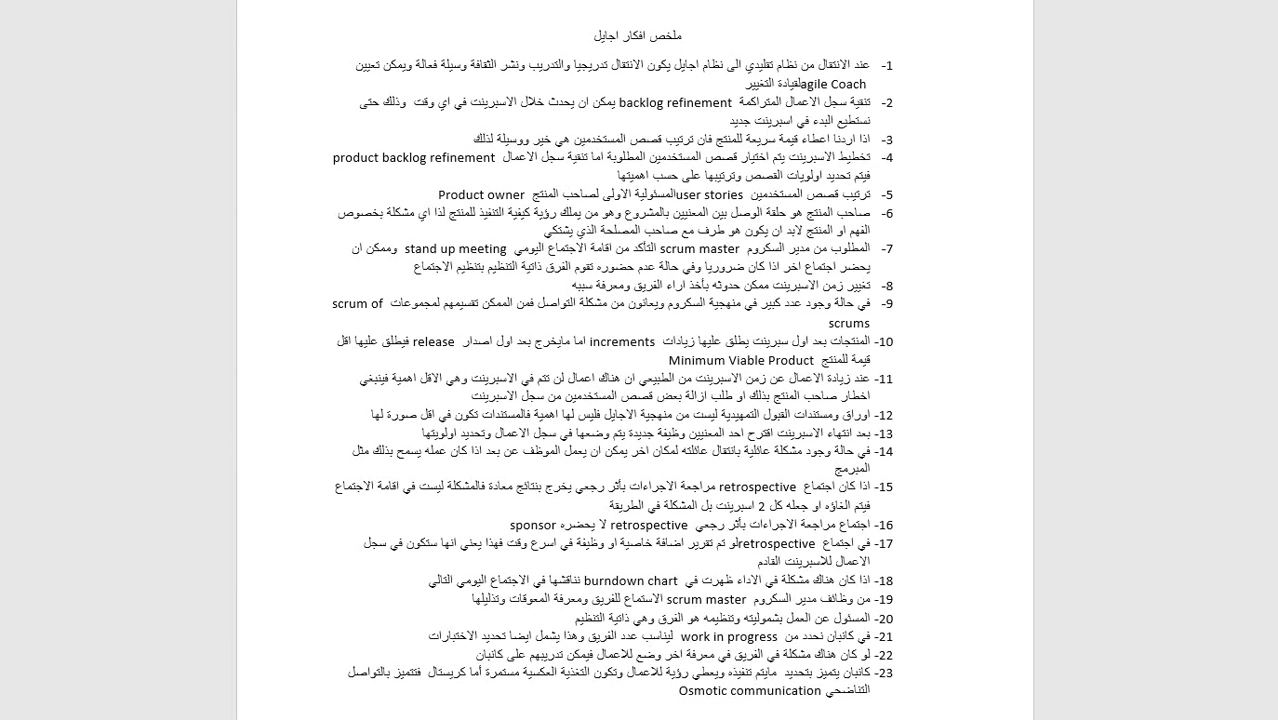 ملخص افكار اجايل
1- عند الانتقال من نظام تقليدي الى نظام اجايل يكون الانتقال تدريجيا والتدريب ونشر الثقافة وسيلة فعالة ويمكن تعيين
agile Coach لقيادة التغيير
2- تنقية سجل الاعمال المتراكمة backlog refinement يمكن ان يحدث خلال الاسبرينت في اي وقت وذلك حتى
نستطيع البدء في اسبرينت جديد
3- اذا اردنا اعطاء قيمة سريعة للمنتج فان ترتيب قصص المستخدمين هي خير ووسيلة لذلك
4- تخطيط الاسبرينت يتم اختيار قصص المستخدمين المطلوبة اما تنقية سجل الاعمال product backlog refinement
فيتم تحديد اولويات القصص وترتيبها على حسب اهميتها
5- ترتيب قصص المستخدمين user stories المسئولية الاولى لصاحب المنتج Product owner
6- صاحب المنتج هو حلقة الوصل بين المعنيين بالمشروع وهو من يملك رؤية كيفية التنفيذ للمنتج لذا اي مشكلة بخصوص
الفهم او المنتج لابد ان يكون هو طرف مع صاحب المصلحة الذي يشتكي
7- المطلوب من مدير السكروم scrum master التأكد من اقامة الاجتماع اليومي stand up meeting وممكن ان
يحضر اجتماع اخر اذا كان ضروريا وفي حالة عدم حضوره تقوم الفرق ذاتية التنظيم بتنظيم الاجتماع
8- تغيير زمن الاسبرينت ممكن حدوثه بأخذ اراء الفريق ومعرفة سببه
9- في حالة وجود عدد كبير في منهجية السكروم ويعانون من مشكلة التواصل فمن الممكن تقسيمهم لمجموعات scrum of
scrums
10- المنتجات بعد اول سبرينت يطلق عليها زيادات increments اما مايخرج بعد اول اصدار release فيطلق عليها اقل
قيمة للمنتج Minimum Viable Product
11- عند زيادة الاعمال عن زمن الاسبرينت من الطبيعي ان هناك اعمال لن تتم في الاسبرينت وهي الاقل اهمية فينبغي
اخطار صاحب المنتج بذلك او طلب ازالة بعض قصص المستخدمين من سجل الاسبرينت
12- اوراق ومستندات القبول التمهيدية ليست من منهجية الاجايل فليس لها اهمية فالمستندات تكون في اقل صورة لها
13- بعد انتهاء الاسبرينت اقترح احد المعنيين وظيفة جديدة يتم وضعها في سجل الاعمال وتحديد اولويتها
14- في حالة وجود مشكلة عائلية بانتقال عائلته لمكان اخر يمكن ان يعمل الموظف عن بعد اذا كان عمله يسمح بذلك مثل
المبرمج
15- اذا كان اجتماع retrospective مراجعة الاجراءات بأثر رجعي يخرج بنتائج معادة فالمشكلة ليست في اقامة الاجتماع
فيتم الغاؤه او جعله كل 2 اسبرينت بل المشكلة في الطريقة
16- اجتماع مراجعة الاجراءات بأثر رجعي retrospective لا يحضره sponsor
17- في اجتماع retrospective لو تم تقرير اضافة خاصية او وظيفة في اسرع وقت فهذا يعني انها ستكون في سجل
الاعمال للاسبرينت القادم
18- اذا كان هناك مشكلة في الاداء ظهرت في burndown chart نناقشها في الاجتماع اليومي التالي
19- من وظائف مدير السكروم scrum master الاستماع للفريق ومعرفة المعوقات وتذليلها
20- المسئول عن العمل بشموليته وتنظيمه هو الفرق وهي ذاتية التنظيم
21- في كانبان نحدد من work in progress ليناسب عدد الفريق وهذا يشمل ايضا تحديد الاختبارات
22- لو كان هناك مشكلة في الفريق في معرفة اخر وضع للاعمال فيمكن تدريبهم على كانبان
23- كانبان يتميز بتحديد مايتم تنفيذه ويعطي رؤية للاعمال وتكون التغذية العكسية مستمرة أما كريستال فتتميز بالتواصل
التناضحي Osmotic communication